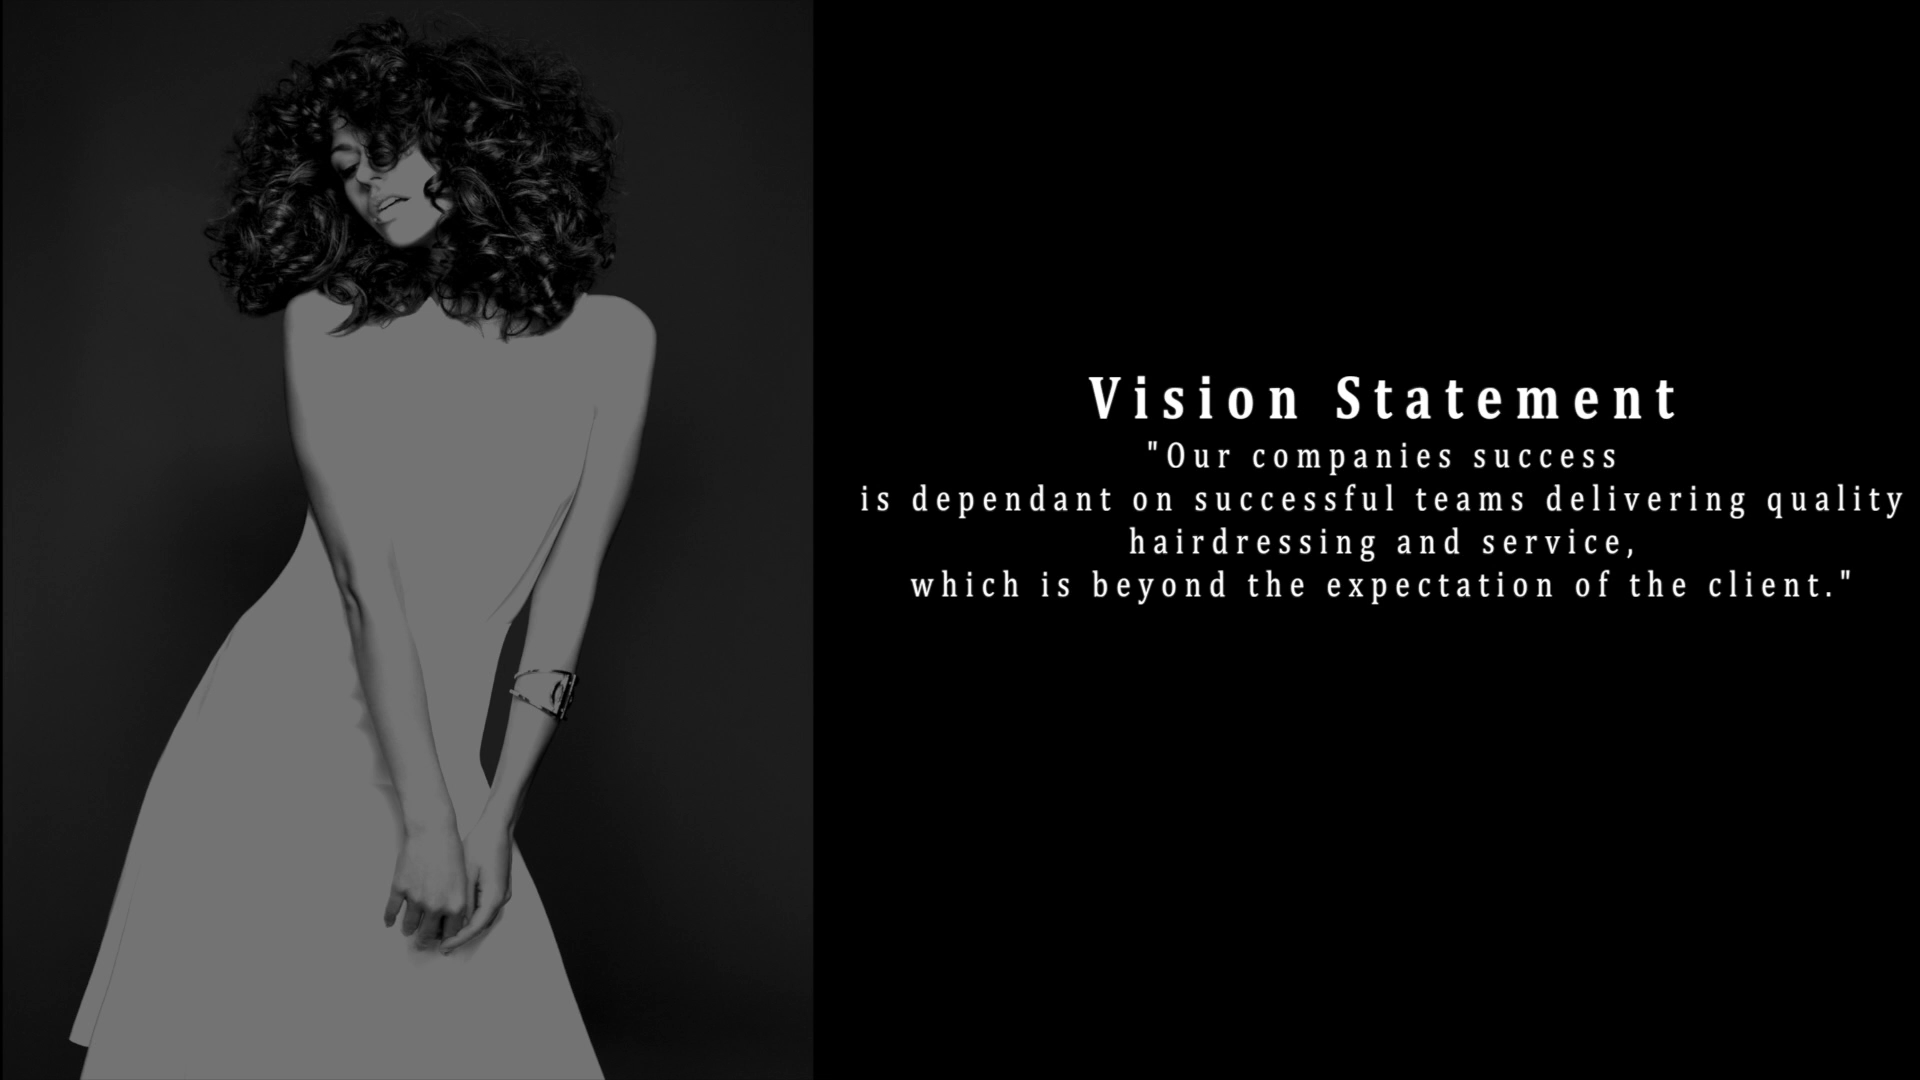 Vision Statement
"Our companies success
is dependant on successful teams delivering quality
hairdressing and service,
which is beyond the expectation of the client."